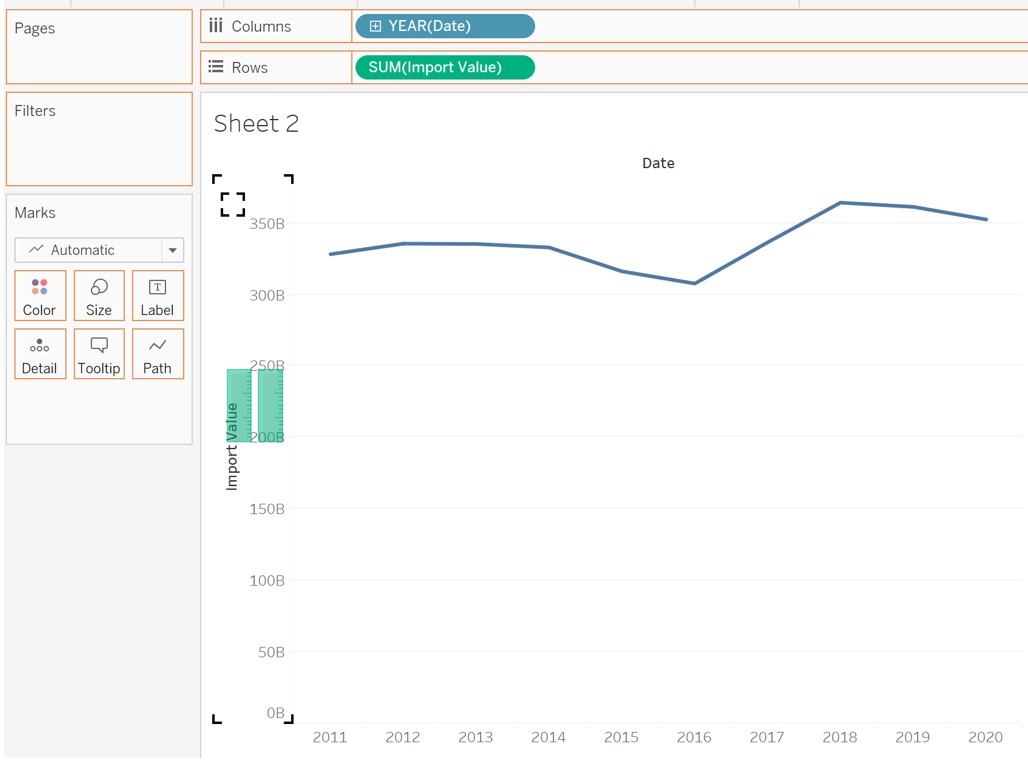 Pages
Columns
YEAR(Date)
Rows
SUM(Import Value)
Filters
Marks
Automatic
Color
Size
Label
Detail
Tooltip
Path
Sheet 2
Date
Import Value
350B
300B
250B
200B
150B
100B
50B
0B
2011 2012 2013 2014 2015 2016 2017 2018 2019 2020